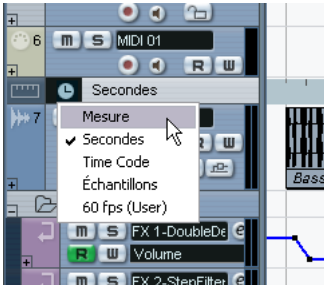 6 m S MIDI 01
R W
Secondes
Mesure
7
✓ Secondes
Time Code
Échantillons
60 fps (User)
Bass
m S FX 1-DoubleDe e
R W Volume
m S FX 2-StepFilter e